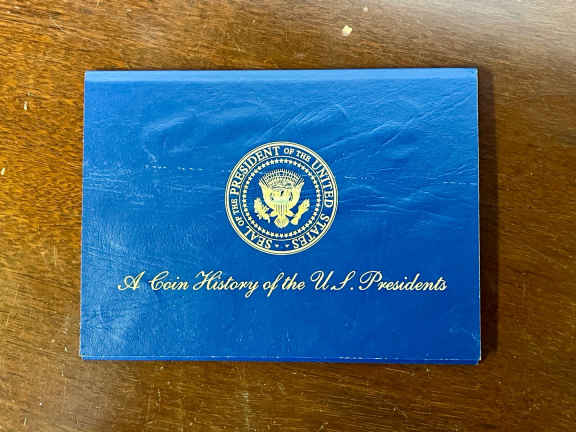 SEAL OF THE PRESIDENT OF THE UNITED STATES
A Coin History of the U.S. Presidents